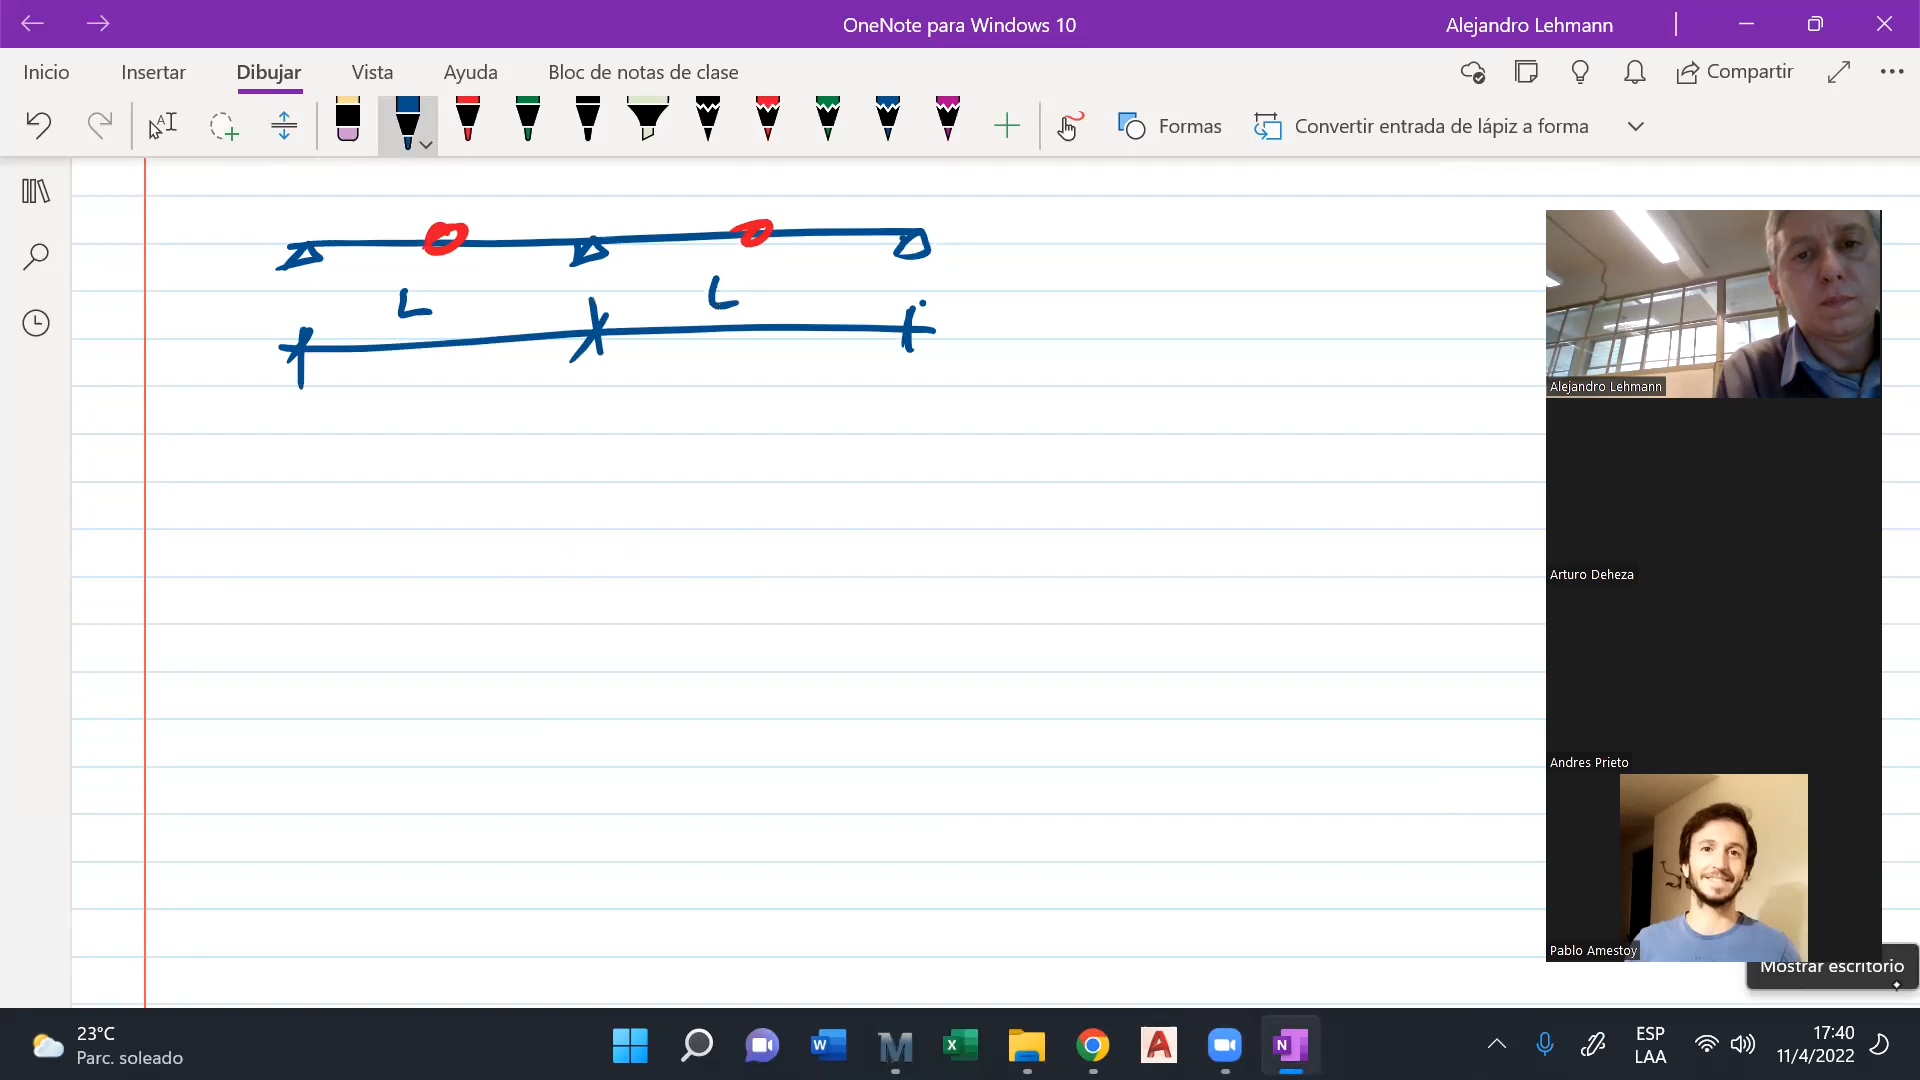 OneNote para Windows 10
Alejandro Lehmann
Inicio
Insertar
Dibujar
Vista
Ayuda
Bloc de notas de clase
Compartir
Formas
Convertir entrada de lápiz a forma
L
L
Alejandro Lehmann
Arturo Deheza
Andres Prieto
Pablo Amestoy
Mostrar escritorio
23°C
Parc. soleado
ESP
LAA
17:40
11/4/2022